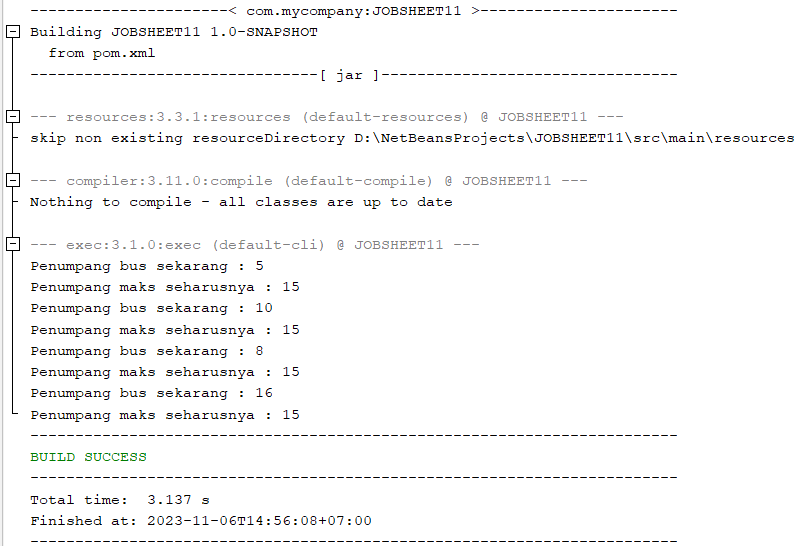 ----------------------< com.mycompany:JOBSHEET11 >----------------------
Building JOBSHEET11 1.0-SNAPSHOT
  from pom.xml
--------------------------------[ jar ]---------------------------------
--- resources:3.3.1:resources (default-resources) @ JOBSHEET11 ---
skip non existing resourceDirectory D:\NetBeansProjects\JOBSHEET11\src\main\resources
--- compiler:3.11.0:compile (default-compile) @ JOBSHEET11 ---
Nothing to compile - all classes are up to date
--- exec:3.1.0:exec (default-cli) @ JOBSHEET11 ---
Penumpang bus sekarang : 5
Penumpang maks seharusnya : 15
Penumpang bus sekarang : 10
Penumpang maks seharusnya : 15
Penumpang bus sekarang : 8
Penumpang maks seharusnya : 15
Penumpang bus sekarang : 16
Penumpang maks seharusnya : 15
------------------------------------------------------------------------
BUILD SUCCESS
------------------------------------------------------------------------
Total time:  3.137 s
Finished at: 2023-11-06T14:56:08+07:00
------------------------------------------------------------------------